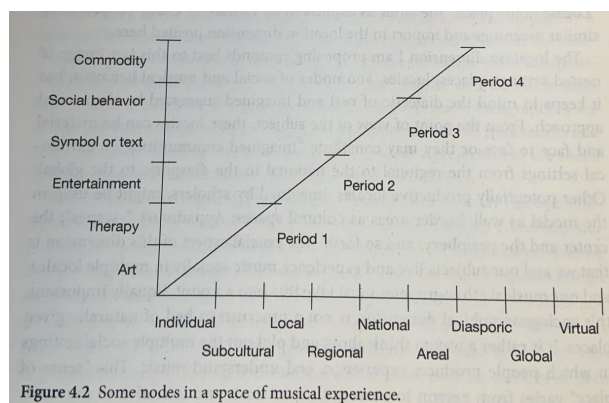 Commodity
Social behavior
Symbol or text
Entertainment
Therapy
Art
Period 4
Period 3
Period 2
Period 1
Individual
Local
National
Diasporic
Virtual
Subcultural
Regional
Areal
Global
Figure 4.2 Some nodes in a space of musical experience.